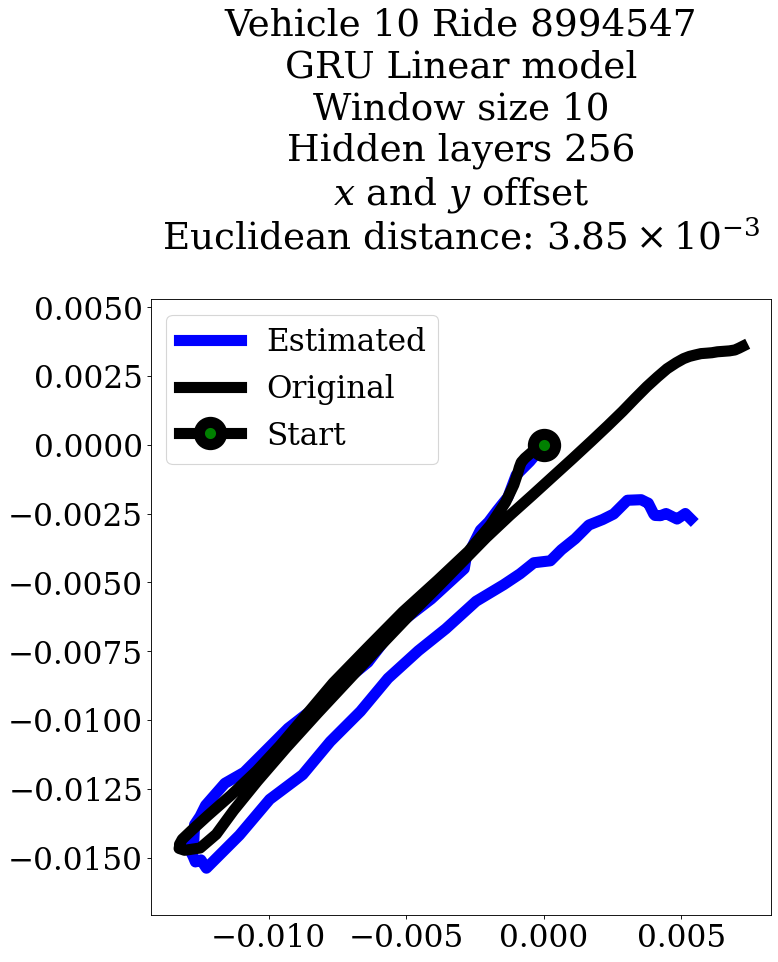 Vehicle 10 Ride 8994547
GRU Linear model
Window size 10
Hidden layers 256
x and y offset
Euclidean distance: 3.85 × 10⁻³
0.0050
0.0025
0.0000
−0.0025
−0.0050
−0.0075
−0.0100
−0.0125
−0.0150
Estimated
Original
Start
−0.010 −0.005 0.000 0.005